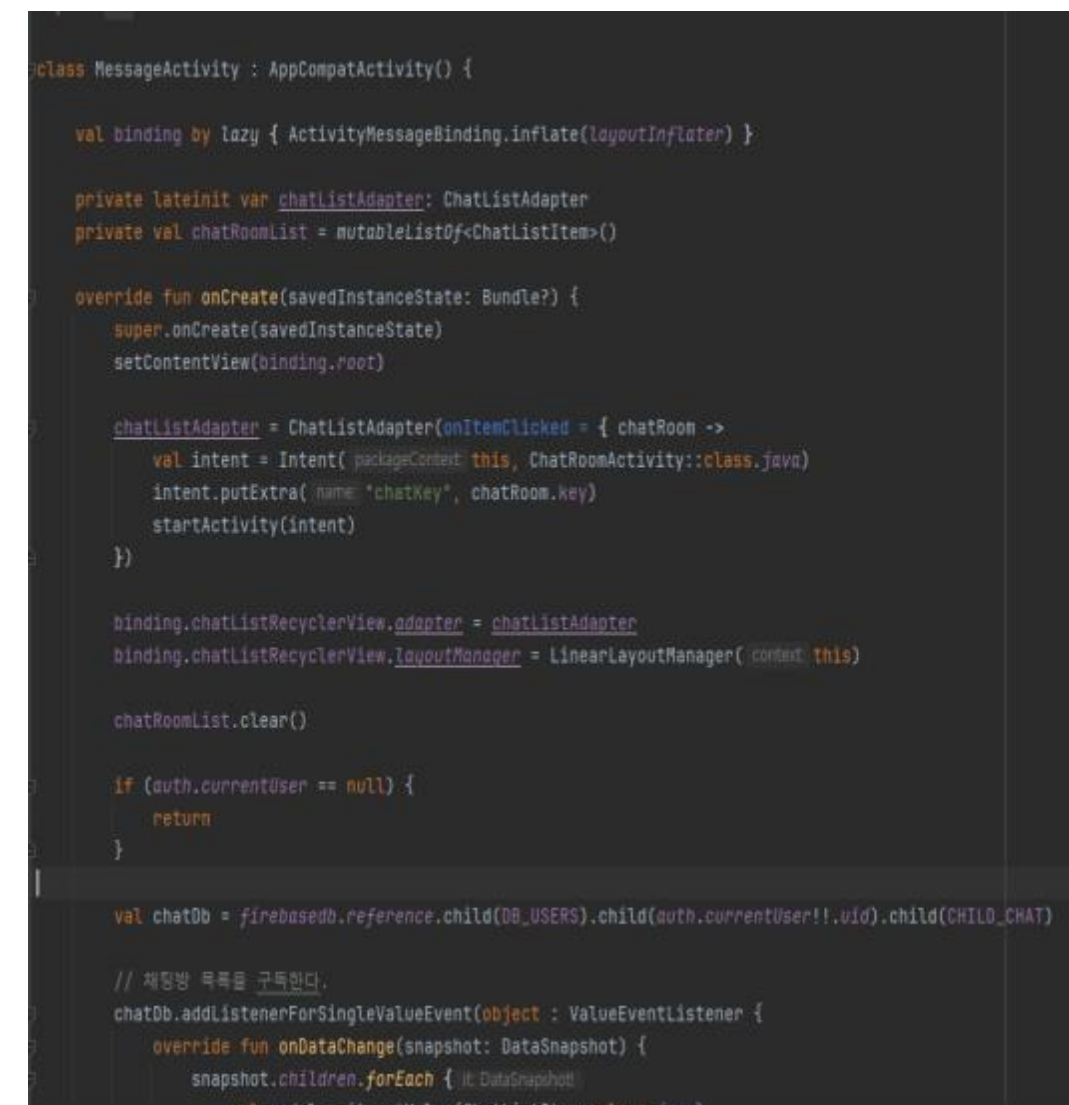 class MessageActivity : AppCompatActivity() {
val binding by lazy { ActivityMessageBinding.inflate(layoutInflater) }
private lateinit var chatListAdapter: ChatListAdapter
private val chatRoomList = mutableListOf<ChatListItem>()
override fun onCreate(savedInstanceState: Bundle?) {
super.onCreate(savedInstanceState)
setContentView(binding.root)
chatListAdapter = ChatListAdapter(onItemClicked = { chatRoom ->
val intent = Intent( packageContext: this, ChatRoomActivity::class.java)
intent.putExtra( name: "chatKey", chatRoom.key)
startActivity(intent)
})
binding.chatListRecyclerView.adapter = chatListAdapter
binding.chatListRecyclerView.layoutManager = LinearLayoutManager( context: this)
chatRoomList.clear()
if (auth.currentUser == null) {
return
}
val chatDb = firebasedb.reference.child(DB_USERS).child(auth.currentUser!!.uid).child(CHILD_CHAT)
// 채팅방 목록을 구독한다.
chatDb.addListenerForSingleValueEvent(object : ValueEventListener {
override fun onDataChange(snapshot: DataSnapshot) {
snapshot.children.forEach { it: DataSnapshot!